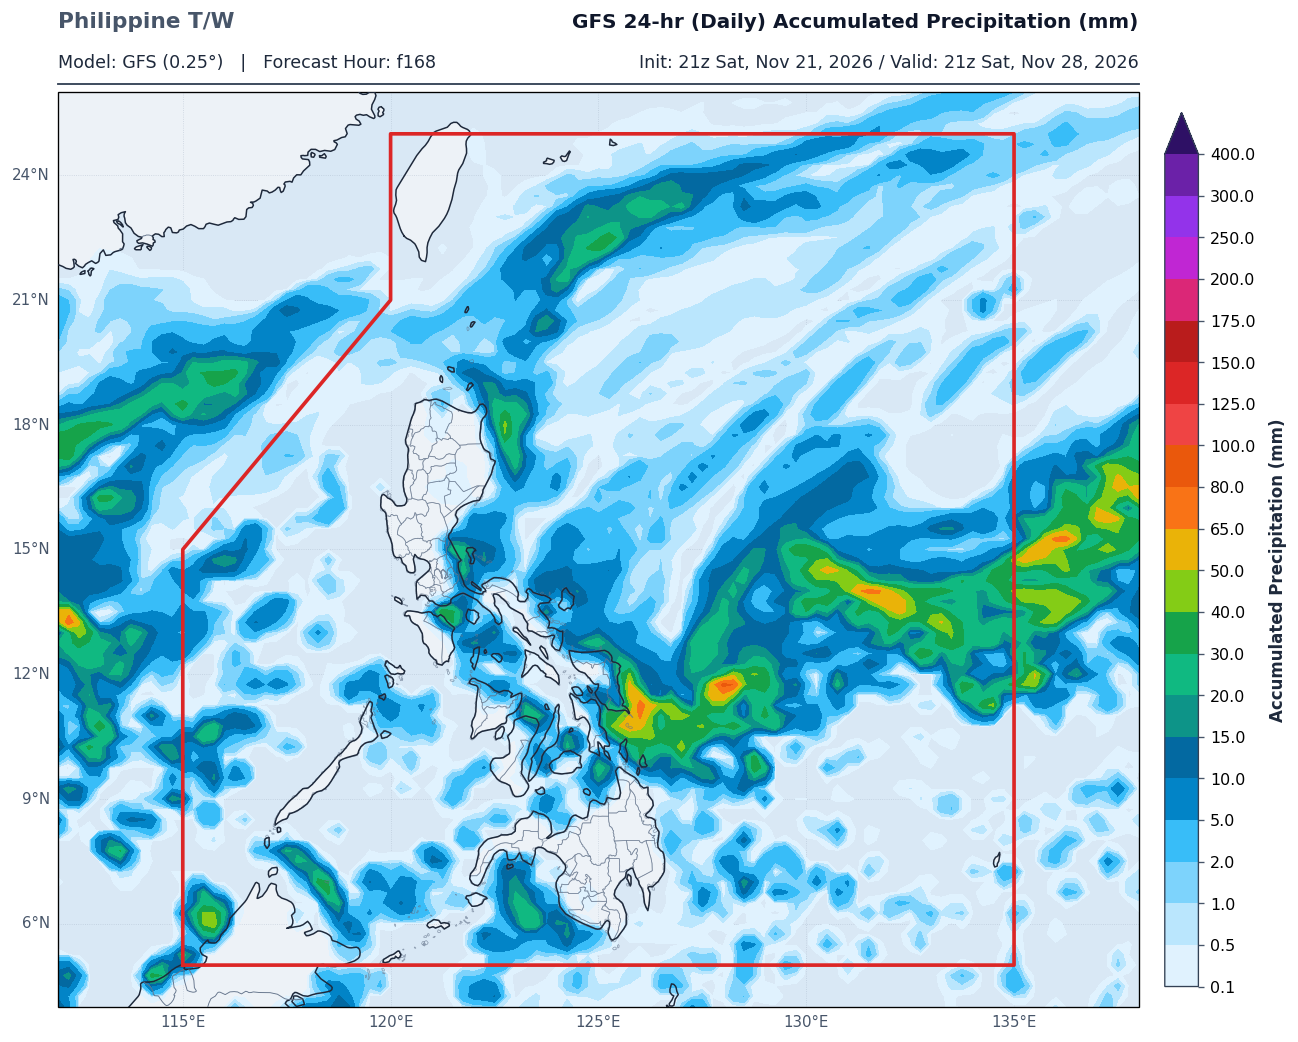 Philippine T/W
GFS 24-hr (Daily) Accumulated Precipitation (mm)
Model: GFS (0.25°)   |   Forecast Hour: f168
Init: 21z Sat, Nov 21, 2026 / Valid: 21z Sat, Nov 28, 2026
24°N
21°N
18°N
15°N
12°N
9°N
6°N
115°E
120°E
125°E
130°E
135°E
400.0
300.0
250.0
200.0
175.0
150.0
125.0
100.0
80.0
65.0
50.0
40.0
30.0
20.0
15.0
10.0
5.0
2.0
1.0
0.5
0.1
Accumulated Precipitation (mm)